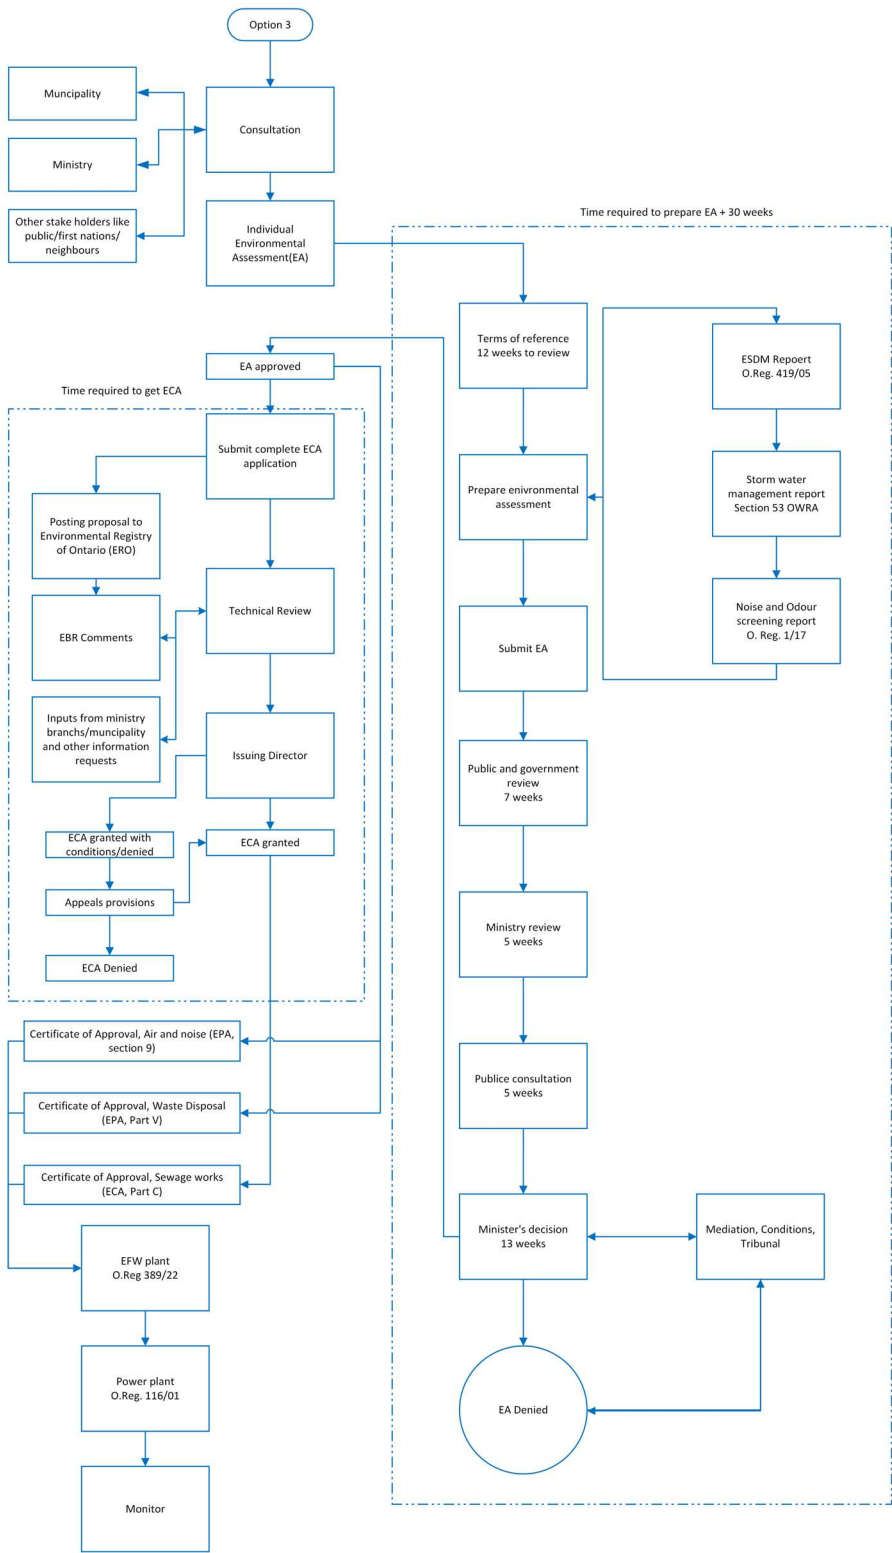 Option 3
Muncipality
Consultation
Ministry
Other stake holders like
public/first nations/
neighbours
Individual
Environmental
Assessment(EA)
Time required to prepare EA + 30 weeks
Terms of reference
12 weeks to review
ESDM Repoert
O.Reg. 419/05
EA approved
Time required to get ECA
Submit complete ECA
application
Prepare enivronmental
assessment
Storm water
management report
Section 53 OWRA
Posting proposal to
Environmental Registry
of Ontario (ERO)
Technical Review
EBR Comments
Submit EA
Noise and Odour
screening report
O. Reg. 1/17
Inputs from ministry
branchs/muncipality
and other information
requests
Issuing Director
Public and government
review
7 weeks
ECA granted with
conditions/denied
ECA granted
Appeals provisions
Ministry review
5 weeks
ECA Denied
Certificate of Approval, Air and noise (EPA,
section 9)
Publice consultation
5 weeks
Certificate of Approval, Waste Disposal
(EPA, Part V)
Certificate of Approval, Sewage works
(ECA, Part C)
Minister's decision
13 weeks
Mediation, Conditions,
Tribunal
EFW plant
O.Reg 389/22
Power plant
O.Reg. 116/01
EA Denied
Monitor